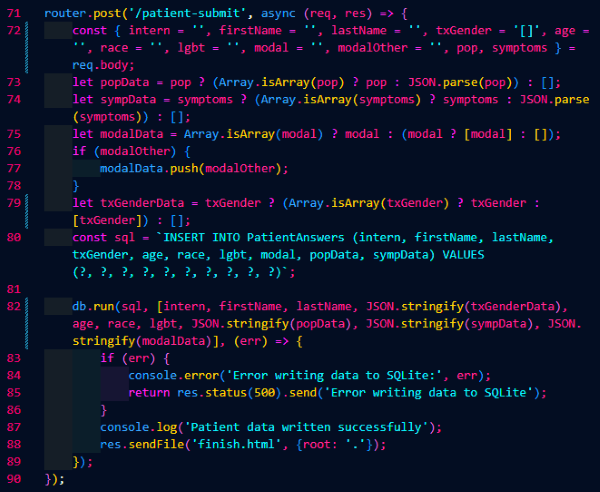 71 router.post('/patient-submit', async (req, res) => {
72 const { intern = '', firstName = '', lastName = '', txGender = '[]', age =
'', race = '', lgbt = '', modal = '', modalOther = '', pop, symptoms } =
req.body;
73 let popData = pop ? (Array.isArray(pop) ? pop : JSON.parse(pop)) : [];
74 let sympData = symptoms ? (Array.isArray(symptoms) ? symptoms : JSON.parse
(symptoms)) : [];
75 let modalData = Array.isArray(modal) ? modal : (modal ? [modal] : []);
76 if (modalOther) {
77 modalData.push(modalOther);
78 }
79 let txGenderData = txGender ? (Array.isArray(txGender) ? txGender :
[txGender]) : [];
80 const sql = `INSERT INTO PatientAnswers (intern, firstName, lastName,
txGender, age, race, lgbt, modal, popData, sympData) VALUES
(?, ?, ?, ?, ?, ?, ?, ?, ?, ?)`;
81
82 db.run(sql, [intern, firstName, lastName, JSON.stringify(txGenderData),
age, race, lgbt, JSON.stringify(popData), JSON.stringify(sympData), JSON.
stringify(modalData)], (err) => {
83 if (err) {
84 console.error('Error writing data to SQLite:', err);
85 return res.status(500).send('Error writing data to SQLite');
86 }
87 console.log('Patient data written successfully');
88 res.sendFile('finish.html', {root: '.'});
89 });
90 });